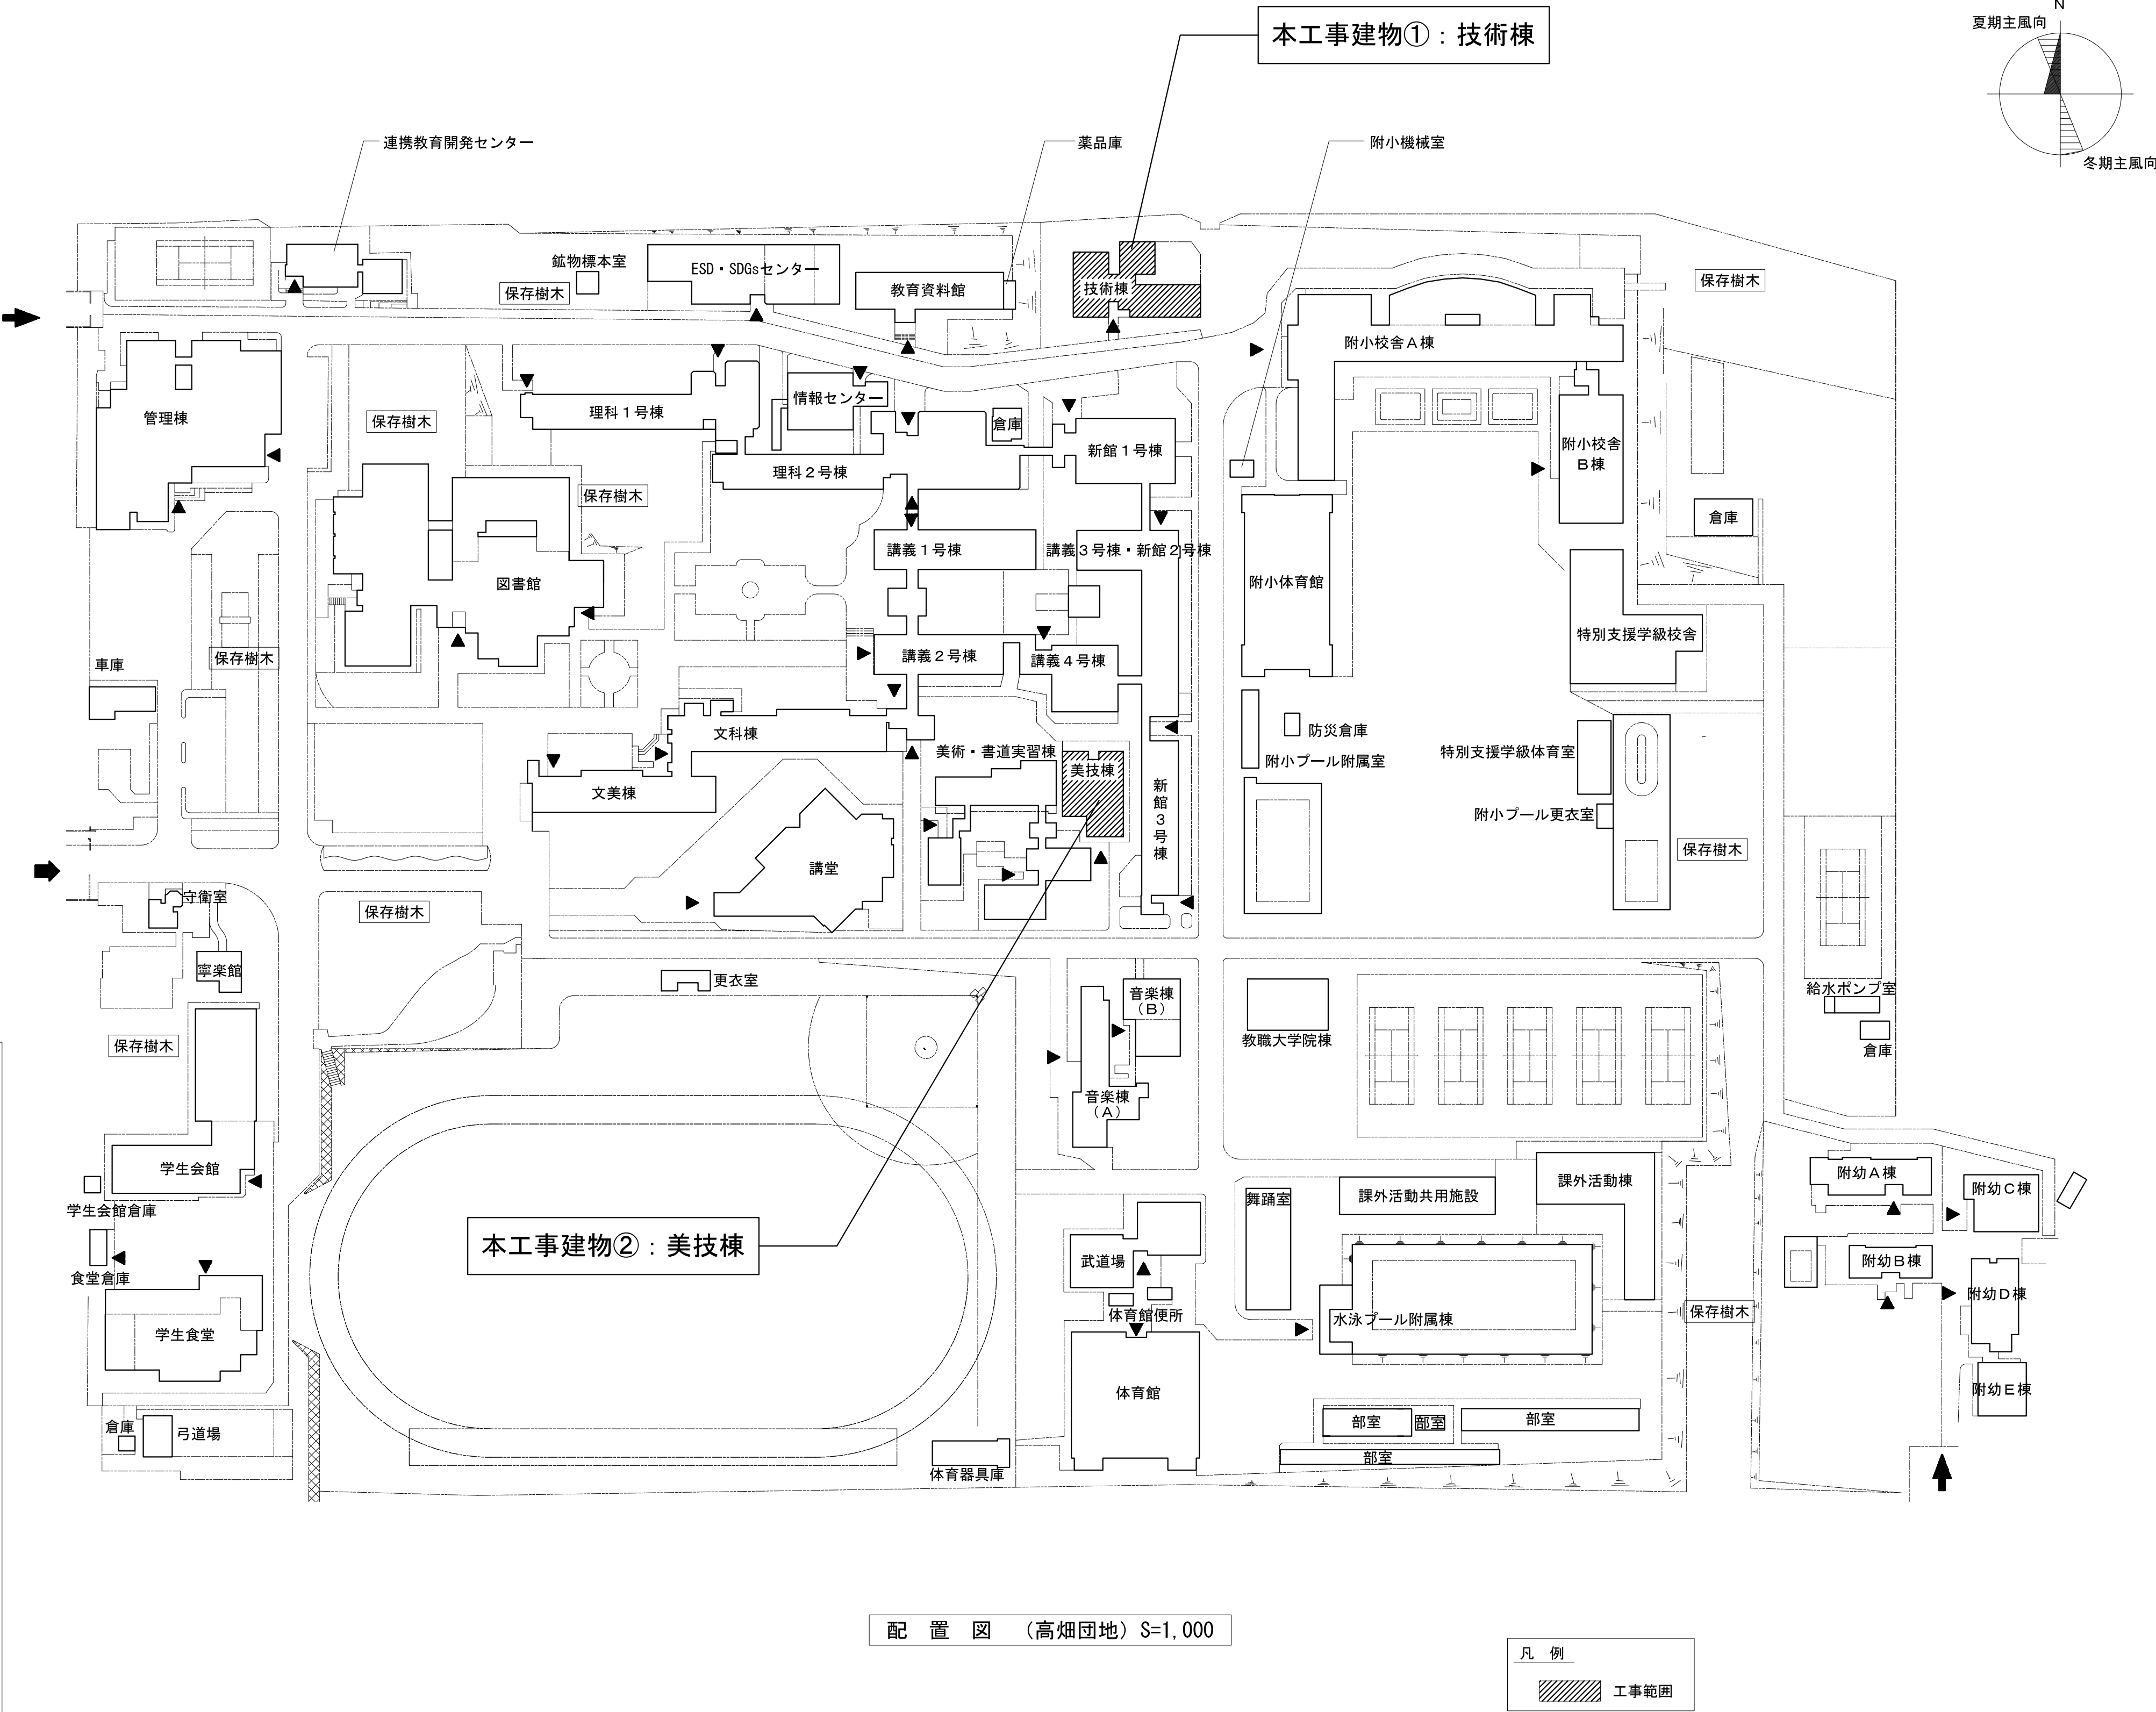 本工事建物①：技術棟
N
夏期主風向
冬期主風向
連携教育開発センター
薬品庫
附小機械室
鉱物標本室
保存樹木
ESD・SDGsセンター
教育資料館
技術棟
保存樹木
附小校舎Ａ棟
管理棟
保存樹木
理科１号棟
情報センター
倉庫
新館１号棟
附小校舎
Ｂ棟
理科２号棟
保存樹木
倉庫
図書館
講義１号棟
講義３号棟・新館２号棟
附小体育館
特別支援学級校舎
保存樹木
車庫
講義２号棟
講義４号棟
文科棟
美術・書道実習棟
美技棟
新館３号棟
防災倉庫
附小プール附属室
特別支援学級体育室
文美棟
附小プール更衣室
保存樹木
講堂
守衛室
保存樹木
寧楽館
更衣室
音楽棟
（Ｂ）
給水ポンプ室
倉庫
教職大学院棟
保存樹木
音楽棟
（Ａ）
学生会館
学生会館倉庫
舞踊室
課外活動共用施設
課外活動棟
附幼Ａ棟
附幼Ｃ棟
本工事建物②：美技棟
武道場
附幼Ｂ棟
食堂倉庫
附幼Ｄ棟
体育館便所
水泳プール附属棟
保存樹木
学生食堂
体育館
附幼Ｅ棟
倉庫
弓道場
部室
部室
部室
部室
体育器具庫
配　置　図　（高畑団地）S=1,000
凡　例
工事範囲